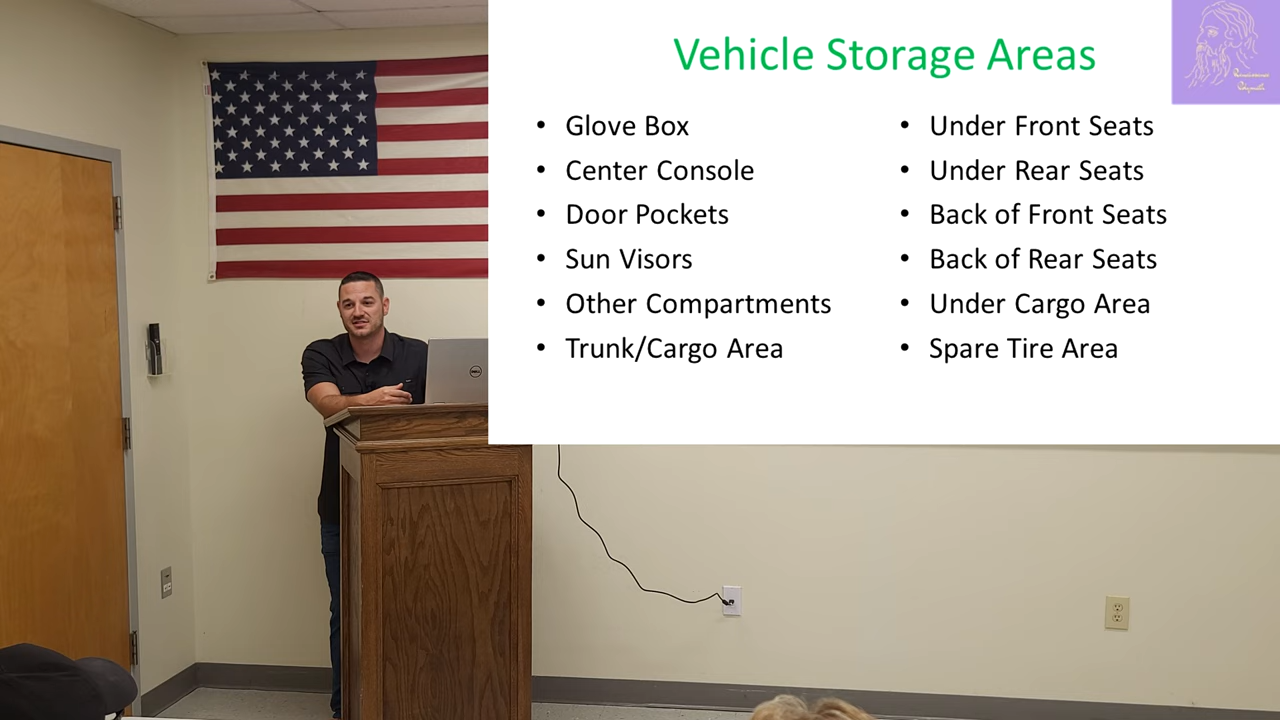 Vehicle Storage Areas
• Glove Box
• Center Console
• Door Pockets
• Sun Visors
• Other Compartments
• Trunk/Cargo Area
• Under Front Seats
• Under Rear Seats
• Back of Front Seats
• Back of Rear Seats
• Under Cargo Area
• Spare Tire Area
DELL